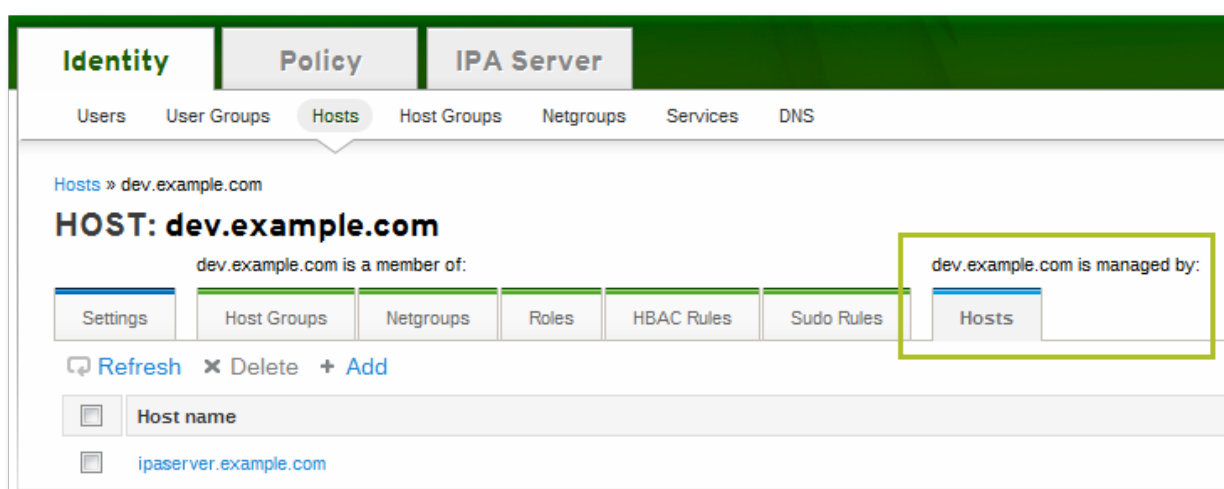 Identity Policy IPA Server
Users User Groups Hosts Host Groups Netgroups Services DNS
Hosts » dev.example.com
HOST: dev.example.com
dev.example.com is a member of: dev.example.com is managed by:
Settings Host Groups Netgroups Roles HBAC Rules Sudo Rules Hosts
Refresh Delete + Add
Host name
ipaserver.example.com